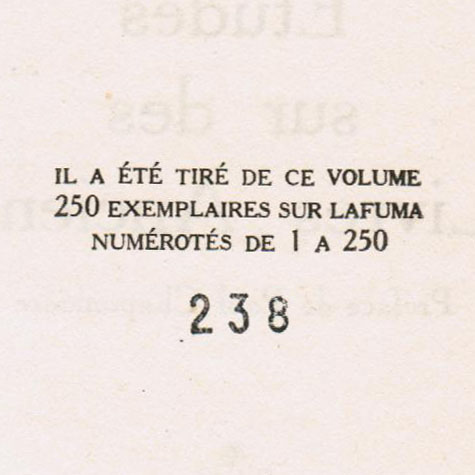 IL A ÉTÉ TIRÉ DE CE VOLUME
250 EXEMPLAIRES SUR LAFUMA
NUMÉROTÉS DE 1 A 250
238